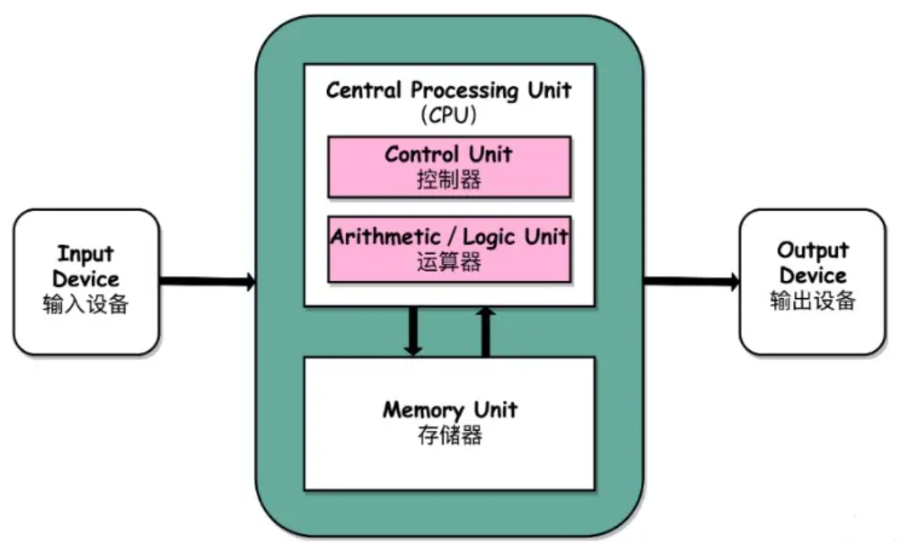 Central Processing Unit
(CPU)
Control Unit
控制器
Arithmetic / Logic Unit
运算器
Input
Device
输入设备
Output
Device
输出设备
Memory Unit
存储器